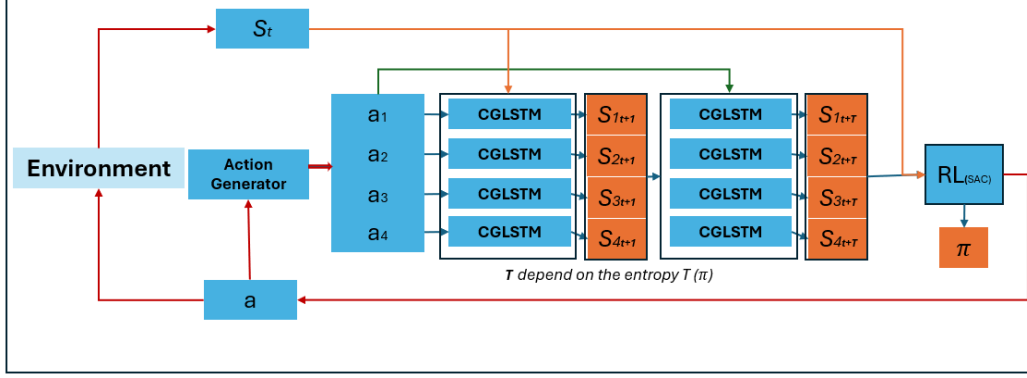 St
Environment
Action
Generator
a1
a2
a3
a4
CGLSTM
CGLSTM
CGLSTM
CGLSTM
S1t+1
S2t+1
S3t+1
S4t+1
CGLSTM
CGLSTM
CGLSTM
CGLSTM
S1t+T
S2t+T
S3t+T
S4t+T
RL(SAC)
π
T depend on the entropy T (π)
a